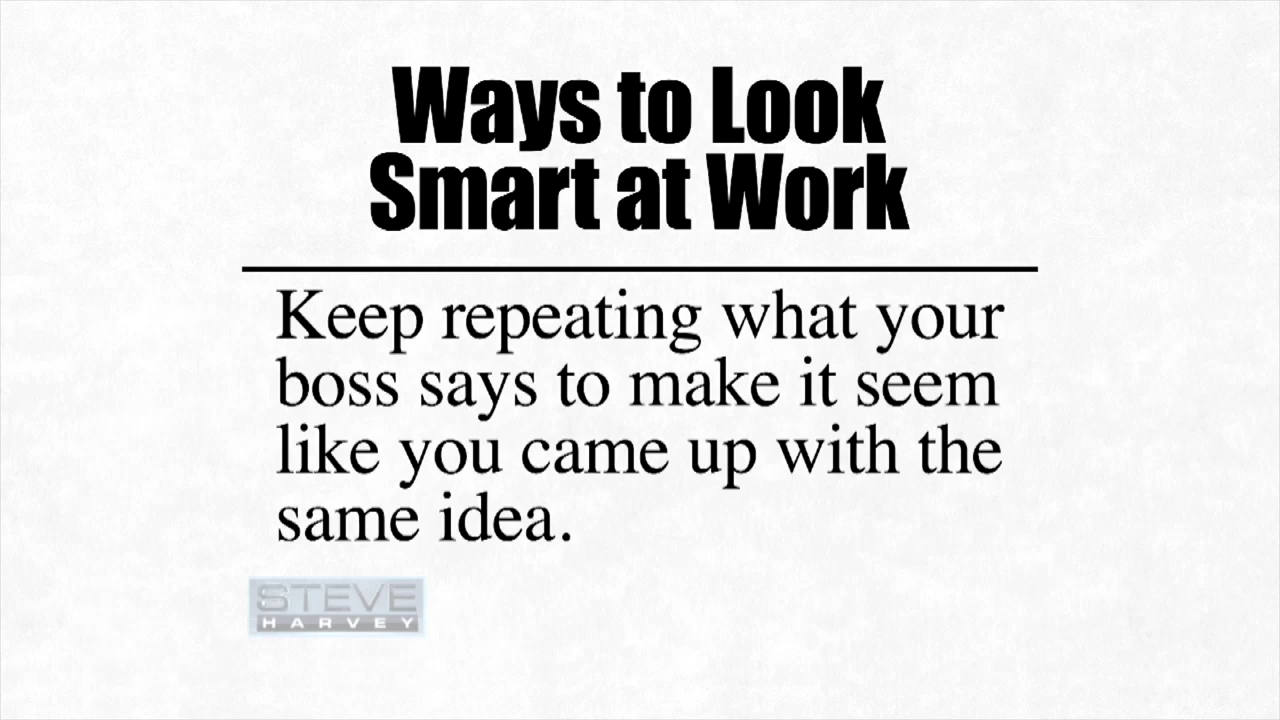 Ways to Look
Smart at Work
Keep repeating what your
boss says to make it seem
like you came up with the
same idea.
STEVE
HARVEY